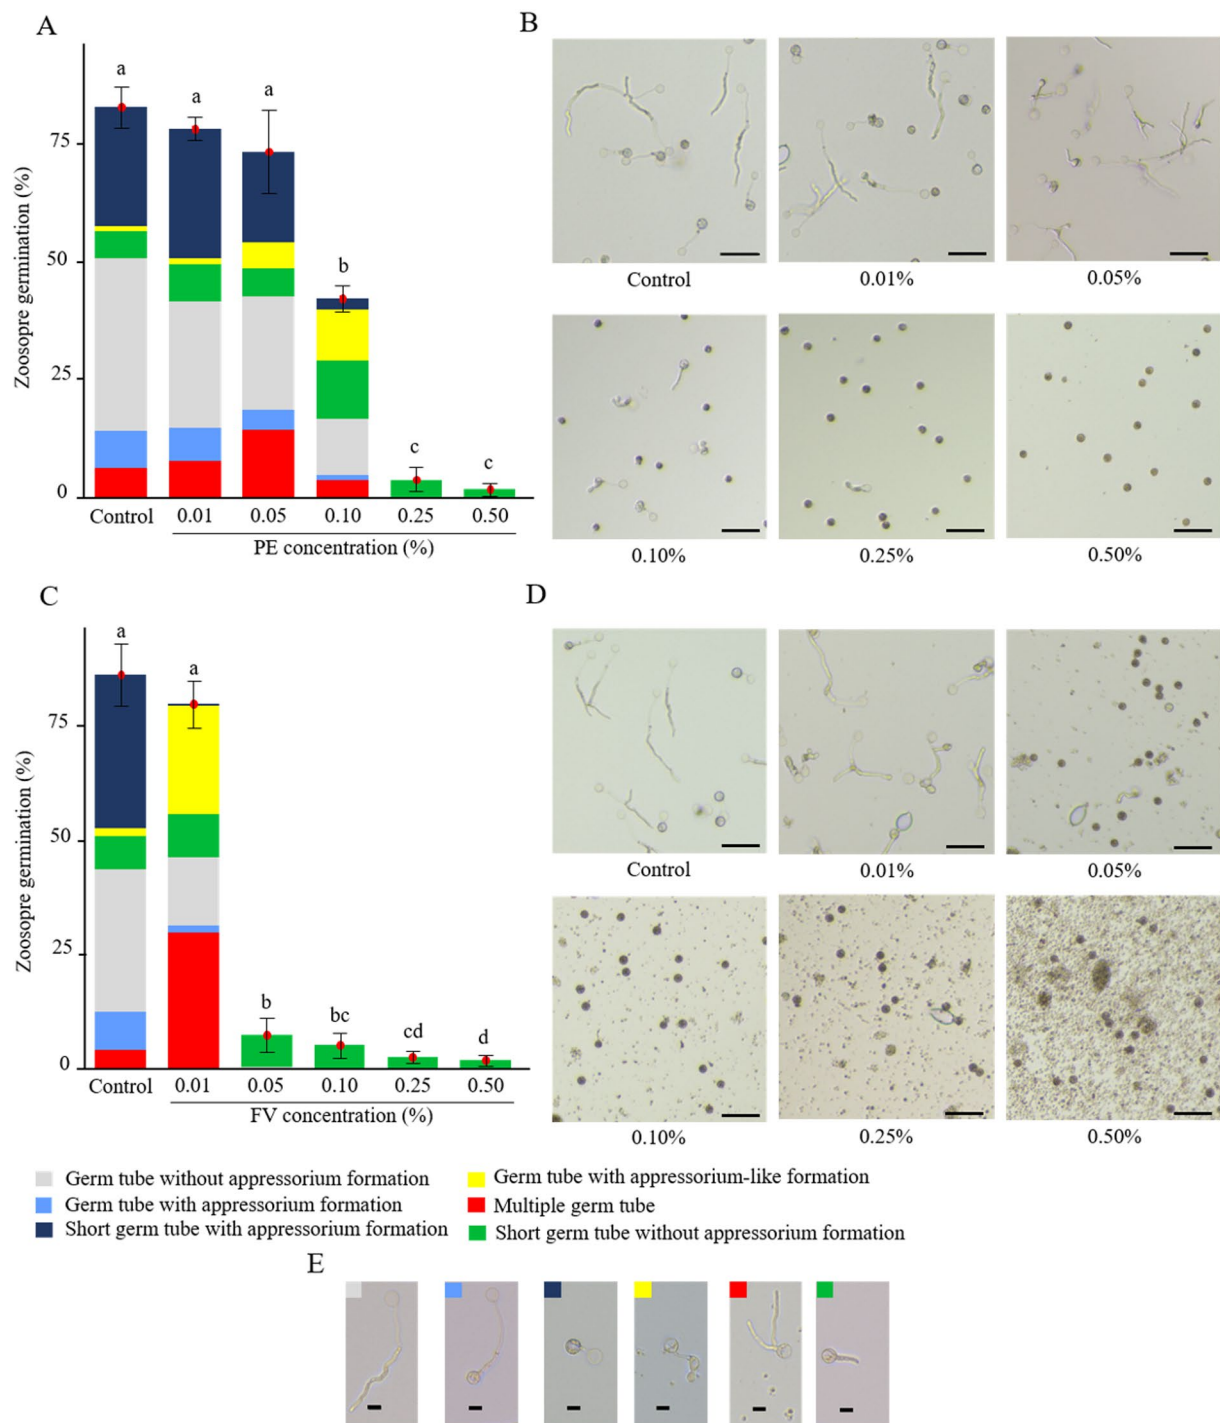 A
B
Zoosopre germination (%)
75
50
25
0
a
a
a
b
c
c
Control 0.01 0.05 0.10 0.25 0.50
PE concentration (%)
Control 0.01% 0.05%
0.10% 0.25% 0.50%
C
D
Zoosopre germination (%)
75
50
25
0
a
a
b
bc
cd
d
Control 0.01 0.05 0.10 0.25 0.50
FV concentration (%)
Control 0.01% 0.05%
0.10% 0.25% 0.50%
Germ tube without appressorium formation
Germ tube with appressorium formation
Short germ tube with appressorium formation
Germ tube with appressorium-like formation
Multiple germ tube
Short germ tube without appressorium formation
E